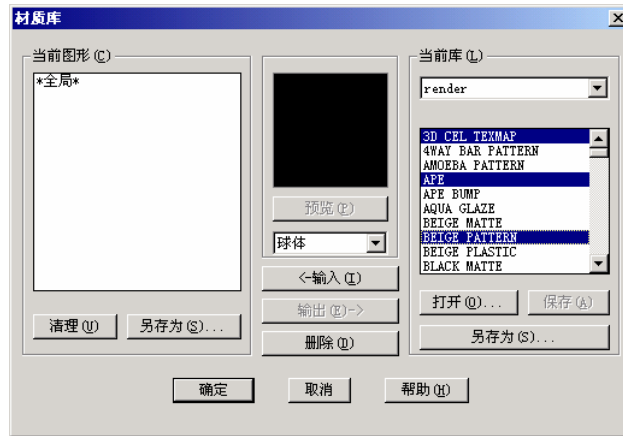 材质库
当前图形(C)
*全局*
清理(U)
另存为(S)...
预览(P)
球体
<-输入(I)
输出(E)->
删除(D)
当前库(L)
render
3D CEL TEXMAP
4WAY BAR PATTERN
AMOEBA PATTERN
APE
APE BUMP
AQUA GLAZE
BEIGE MATTE
BEIGE PATTERN
BEIGE PLASTIC
BLACK MATTE
打开(O)...
保存(A)
另存为(S)...
确定
取消
帮助(H)